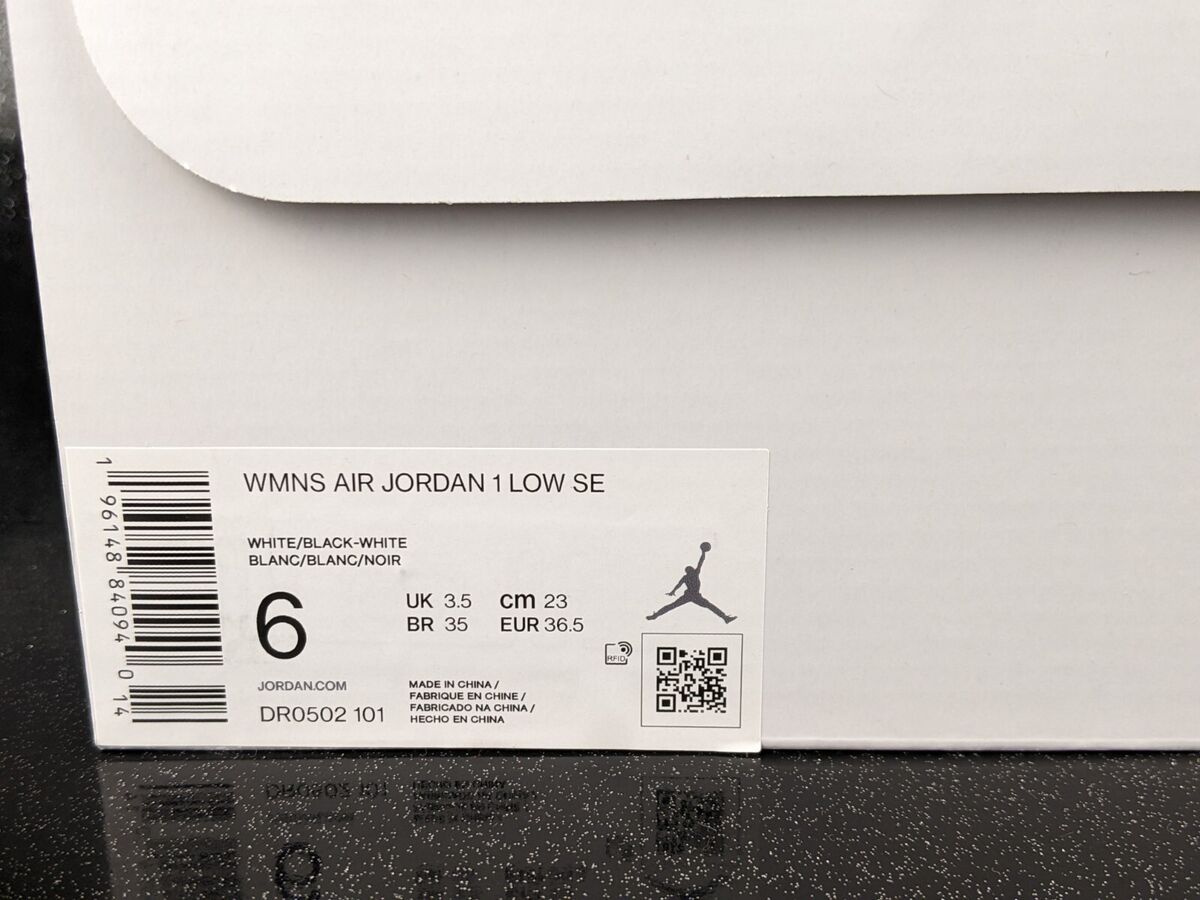 WMNS AIR JORDAN 1 LOW SE
WHITE/BLACK-WHITE
BLANC/BLANC/NOIR
6
UK 3.5 cm 23
BR 35 EUR 36.5
RFID
JORDAN.COM
DR0502 101
MADE IN CHINA /
FABRIQUE EN CHINE /
FABRICADO NA CHINA /
HECHO EN CHINA
1 96148 84094 0 14